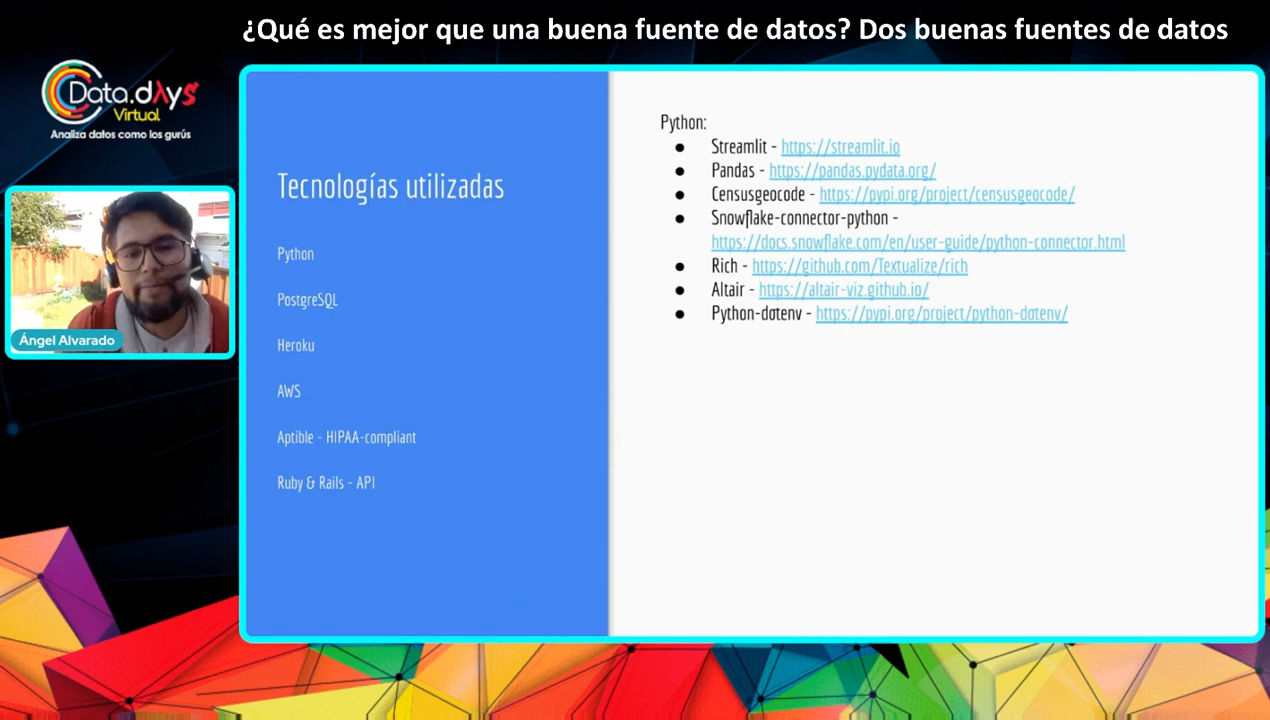 ¿Qué es mejor que una buena fuente de datos? Dos buenas fuentes de datos
Data.dAys
Virtual
Analiza datos como los gurús
Ángel Alvarado
Tecnologías utilizadas
Python
PostgreSQL
Heroku
AWS
Aptible - HIPAA-compliant
Ruby & Rails - API
Python:
● Streamlit - https://streamlit.io
● Pandas - https://pandas.pydata.org/
● Censusgeocode - https://pypi.org/project/censusgeocode/
● Snowflake-connector-python -
https://docs.snowflake.com/en/user-guide/python-connector.html
● Rich - https://github.com/Textualize/rich
● Altair - https://altair-viz.github.io/
● Python-dotenv - https://pypi.org/project/python-dotenv/